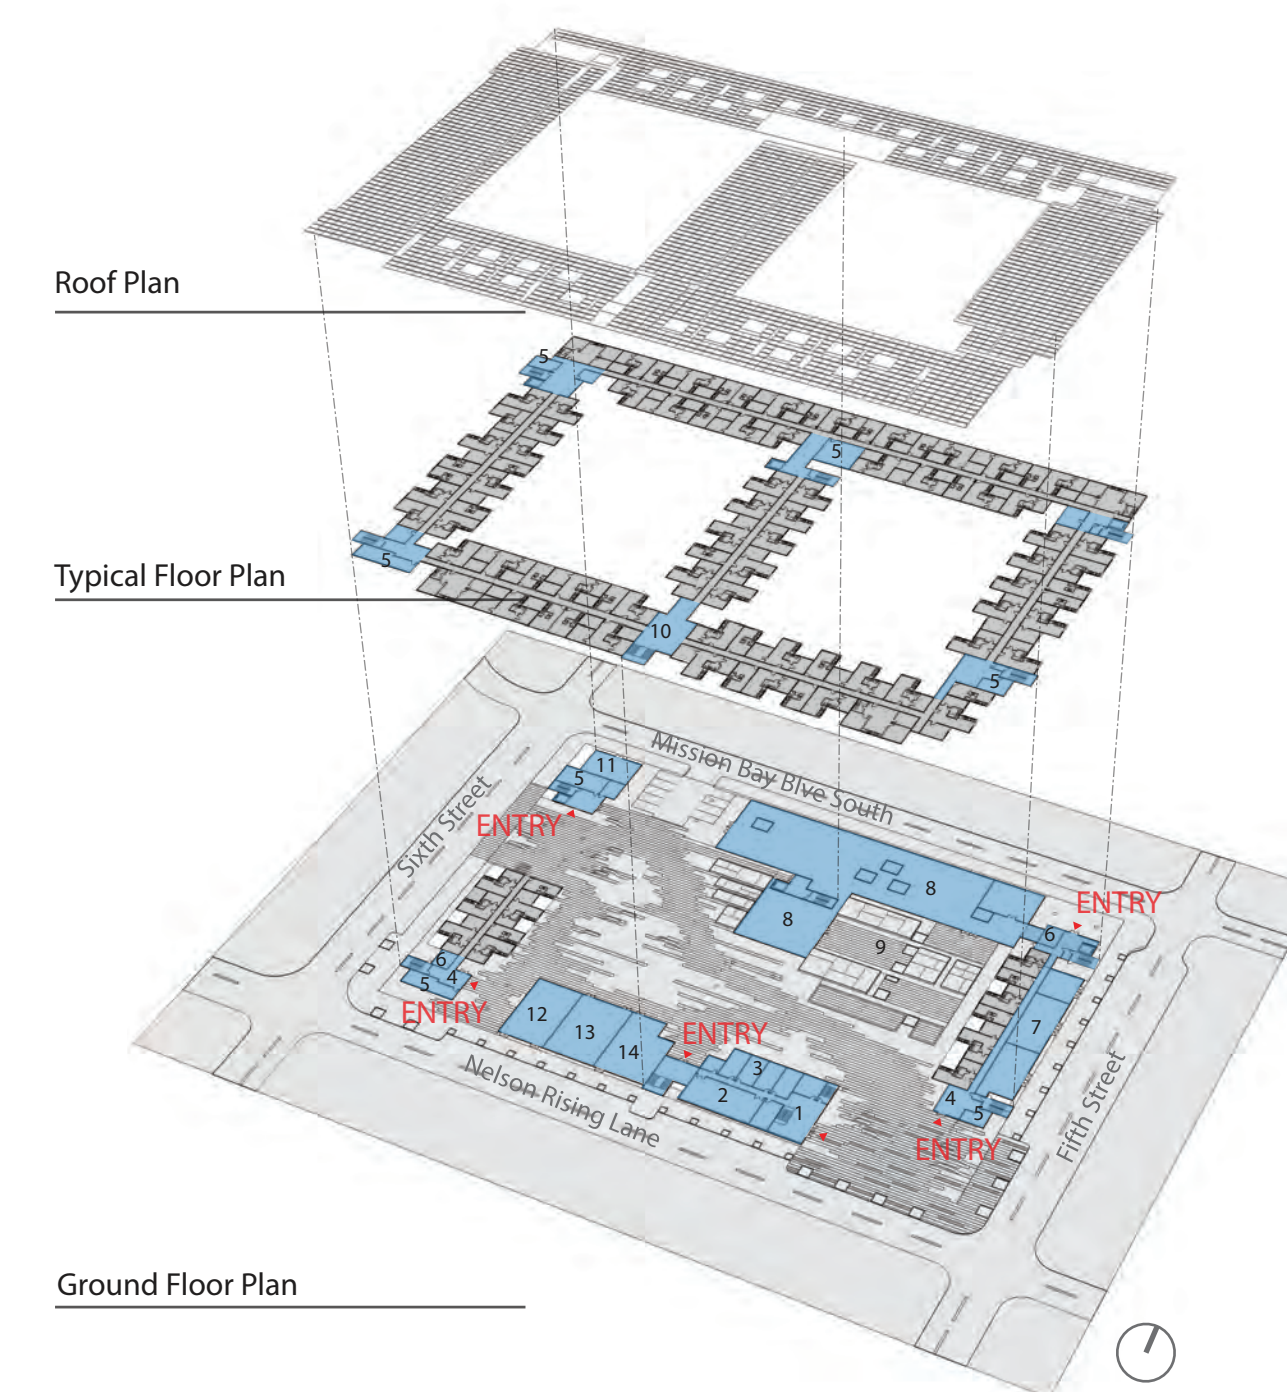 Roof Plan
5
5
5
Typical Floor Plan
10
5
Mission Bay Blve South
11
5
Sixth Street
ENTRY
8
8
ENTRY
6
9
6
5
4
ENTRY
12
13
14
ENTRY
7
3
2
1
4
5
ENTRY
Nelson Rising Lane
Fifth Street
Ground Floor Plan